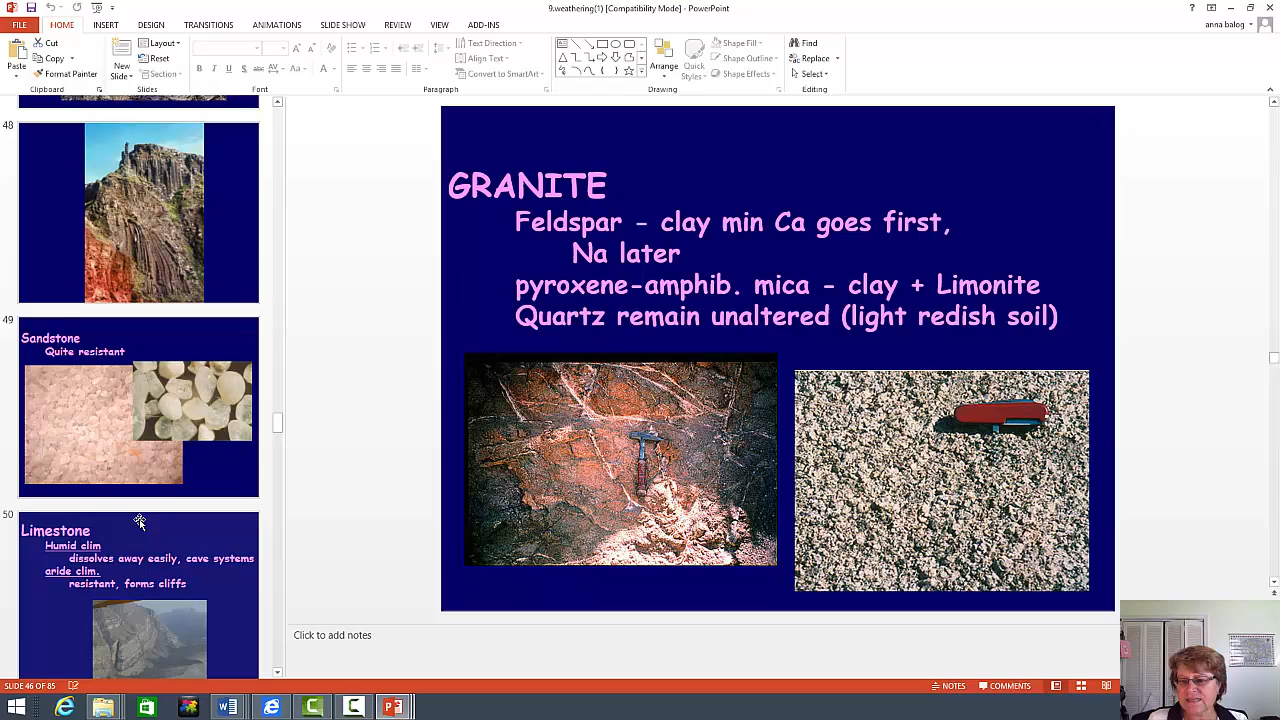 9.weathering(1) [Compatibility Mode] - PowerPoint
FILE HOME INSERT DESIGN TRANSITIONS ANIMATIONS SLIDE SHOW REVIEW VIEW ADD-INS
anna balog
Paste
Cut
Copy
Format Painter
Clipboard
New Slide
Layout
Reset
Section
Slides
B I U S abc AV Aa A
Font
Text Direction
Align Text
Convert to SmartArt
Paragraph
Arrange
Quick Styles
Shape Fill
Shape Outline
Shape Effects
Drawing
Find
Replace
Select
Editing
48
49
Sandstone
Quite resistant
50
Limestone
Humid clim
dissolves away easily, cave systems
aride clim.
resistant, forms cliffs
GRANITE
Feldspar - clay min Ca goes first,
Na later
pyroxene-amphib. mica - clay + Limonite
Quartz remain unaltered (light redish soil)
Click to add notes
SLIDE 46 OF 85
NOTES COMMENTS